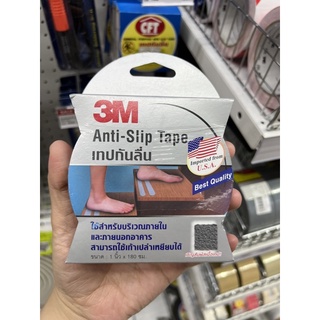 CFT
3M
Anti-Slip Tape
เทปกันลื่น
Imported from
U.S.A.
Best Quality
ใช้สำหรับบริเวณภายใน
และภายนอกอาคาร
สามารถใช้เท้าเปล่าเหยียบได้
ขนาด : 1 นิ้ว x 180 ซม.